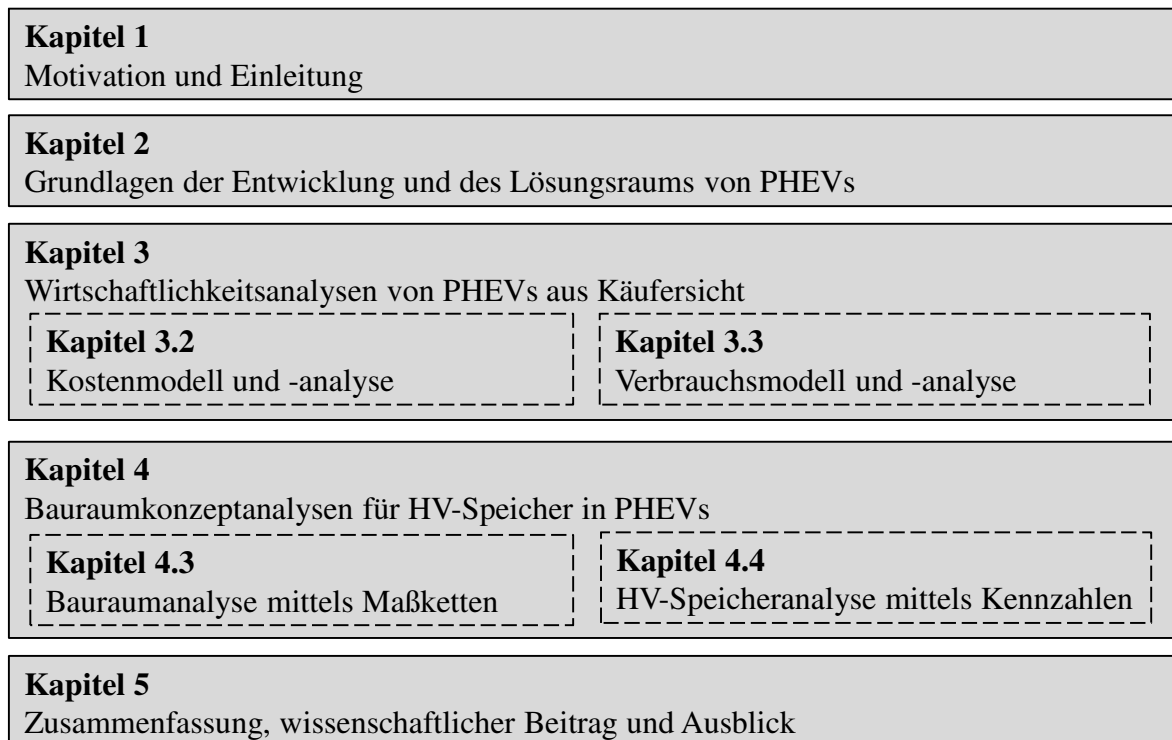 Kapitel 1
Motivation und Einleitung
Kapitel 2
Grundlagen der Entwicklung und des Lösungsraums von PHEVs
Kapitel 3
Wirtschaftlichkeitsanalysen von PHEVs aus Käufersicht
Kapitel 3.2
Kostenmodell und -analyse
Kapitel 3.3
Verbrauchsmodell und -analyse
Kapitel 4
Bauraumkonzeptanalysen für HV-Speicher in PHEVs
Kapitel 4.3
Bauraumanalyse mittels Maßketten
Kapitel 4.4
HV-Speicheranalyse mittels Kennzahlen
Kapitel 5
Zusammenfassung, wissenschaftlicher Beitrag und Ausblick